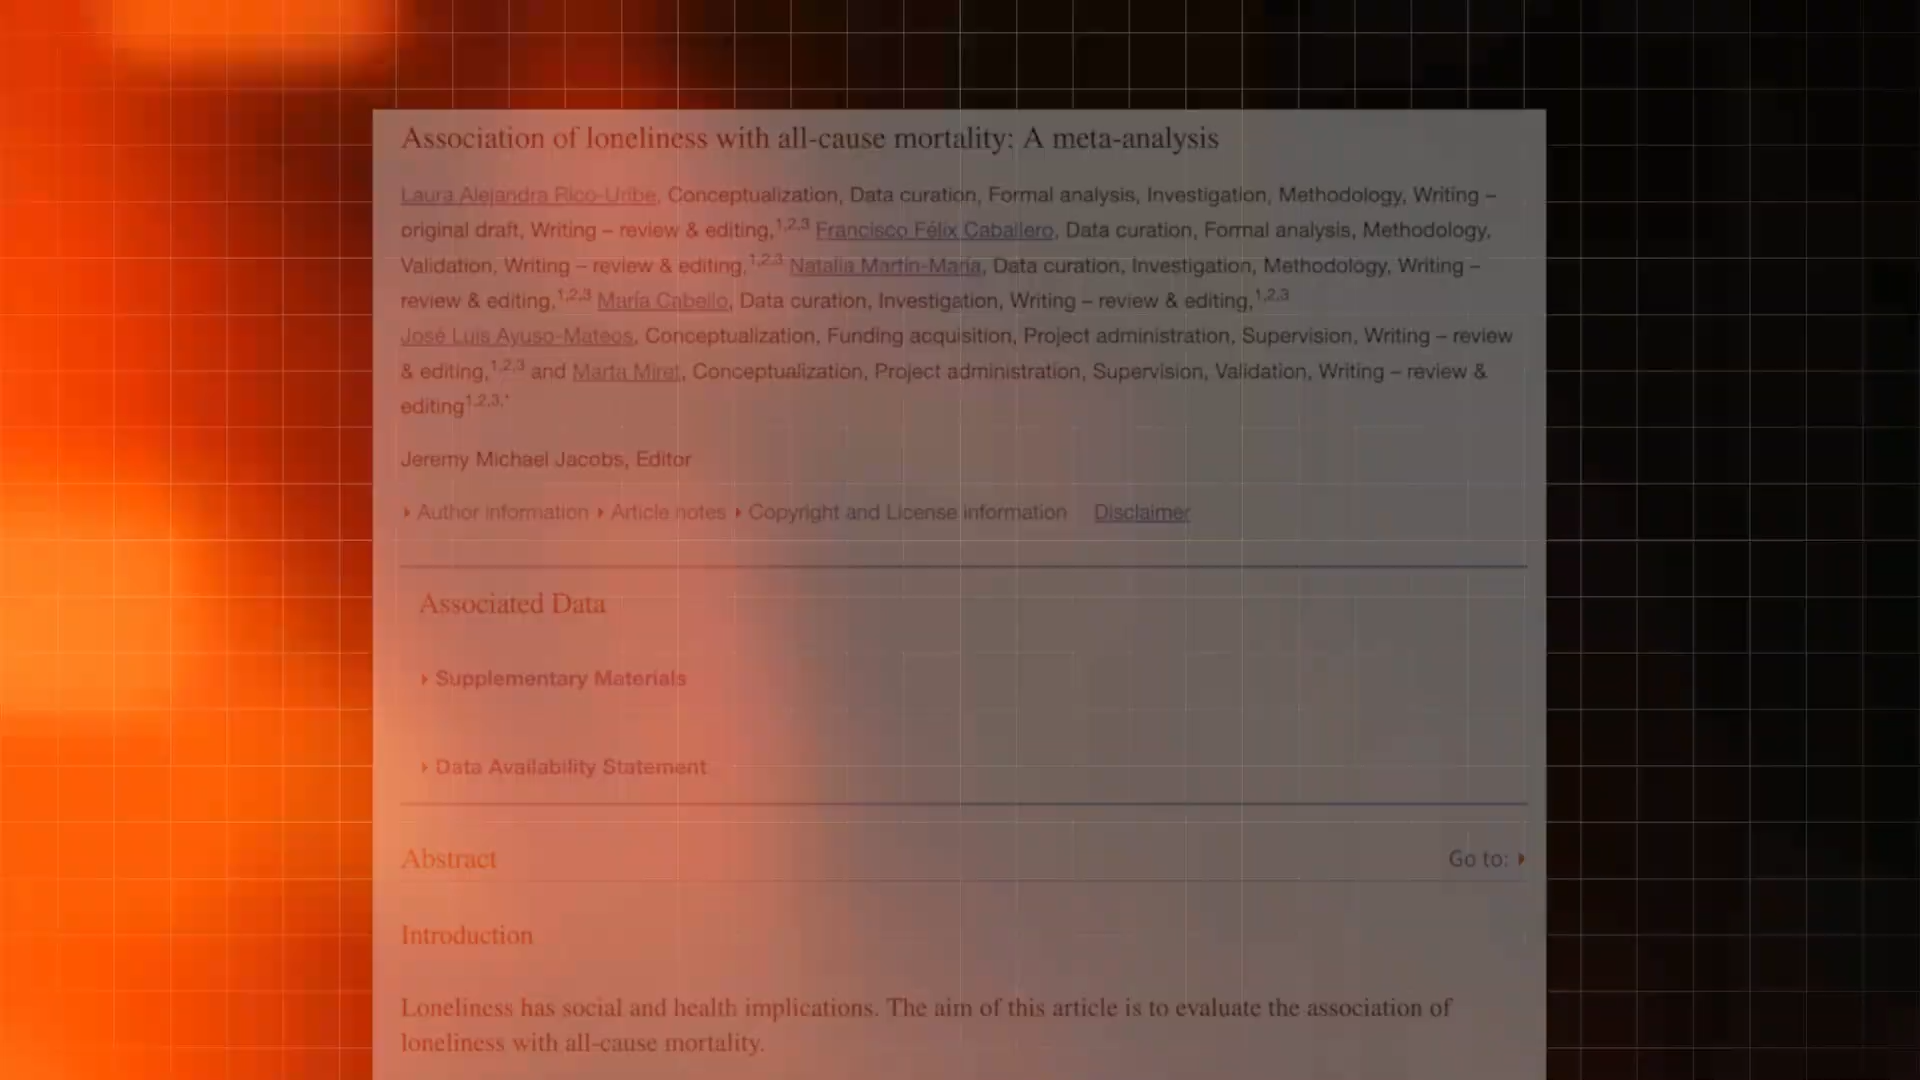 Association of loneliness with all-cause mortality: A meta-analysis
Laura Alejandra Rico-Uribe, Conceptualization, Data curation, Formal analysis, Investigation, Methodology, Writing –
original draft, Writing – review & editing,1,2,3 Francisco Félix Caballero, Data curation, Formal analysis, Methodology,
Validation, Writing – review & editing,1,2,3 Natalia Martín-María, Data curation, Investigation, Methodology, Writing –
review & editing,1,2,3 María Cabello, Data curation, Investigation, Writing – review & editing,1,2,3
José Luis Ayuso-Mateos, Conceptualization, Funding acquisition, Project administration, Supervision, Writing – review
& editing,1,2,3 and Marta Miret, Conceptualization, Project administration, Supervision, Validation, Writing – review &
editing1,2,3,*
Jeremy Michael Jacobs, Editor
Author information Article notes Copyright and License information Disclaimer
Associated Data
Supplementary Materials
Data Availability Statement
Abstract Go to:
Introduction
Loneliness has social and health implications. The aim of this article is to evaluate the association of
loneliness with all-cause mortality.